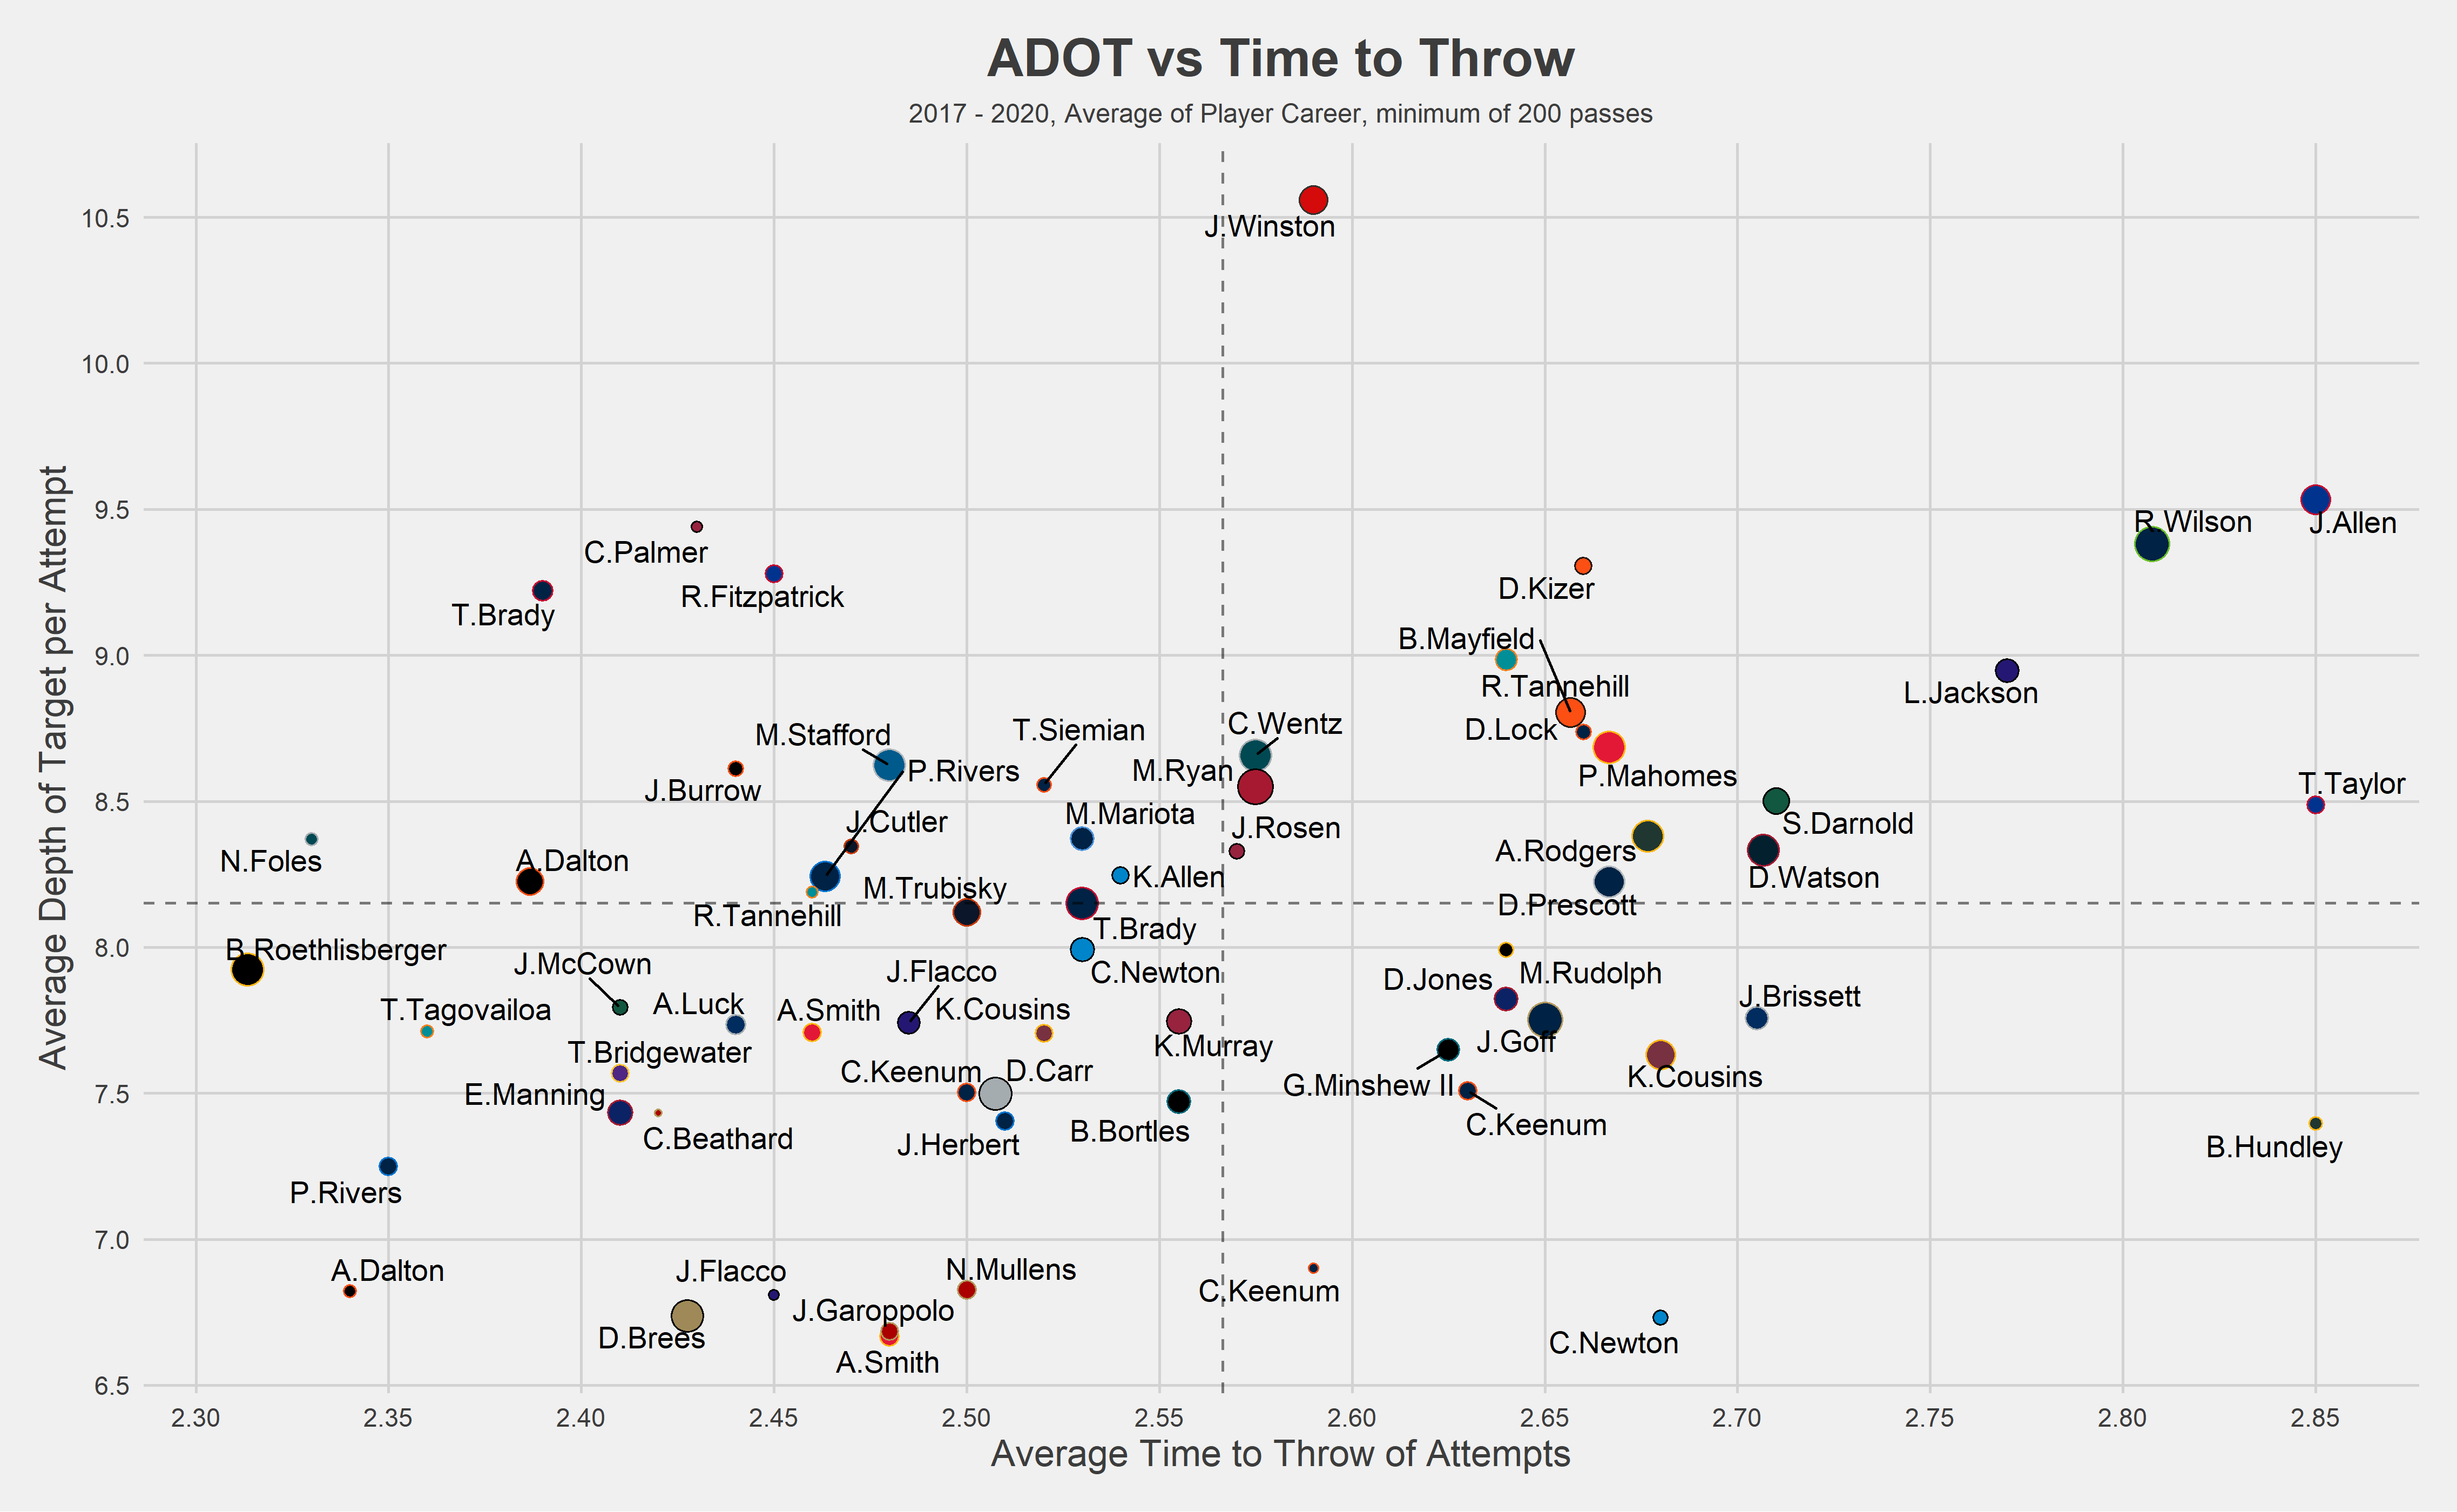 ADOT vs Time to Throw
2017 - 2020, Average of Player Career, minimum of 200 passes
Average Depth of Target per Attempt
10.5
10.0
9.5
9.0
8.5
8.0
7.5
7.0
6.5
J.Winston
R.Wilson
J.Allen
C.Palmer
D.Kizer
R.Fitzpatrick
T.Brady
B.Mayfield
R.Tannehill
L.Jackson
C.Wentz
T.Siemian
D.Lock
M.Stafford
P.Rivers
M.Ryan
P.Mahomes
T.Taylor
J.Burrow
M.Mariota
J.Cutler
J.Rosen
S.Darnold
A.Rodgers
N.Foles
A.Dalton
K.Allen
D.Watson
M.Trubisky
D.Prescott
R.Tannehill
T.Brady
B.Roethlisberger
J.McCown
J.Flacco
C.Newton
M.Rudolph
D.Jones
J.Brissett
A.Luck
T.Tagovailoa
A.Smith
K.Cousins
J.Goff
K.Murray
T.Bridgewater
C.Keenum
D.Carr
K.Cousins
G.Minshew II
E.Manning
C.Keenum
B.Bortles
C.Beathard
J.Herbert
B.Hundley
P.Rivers
A.Dalton
J.Flacco
N.Mullens
C.Keenum
J.Garoppolo
D.Brees
C.Newton
A.Smith
2.30
2.35
2.40
2.45
2.50
2.55
2.60
2.65
2.70
2.75
2.80
2.85
Average Time to Throw of Attempts